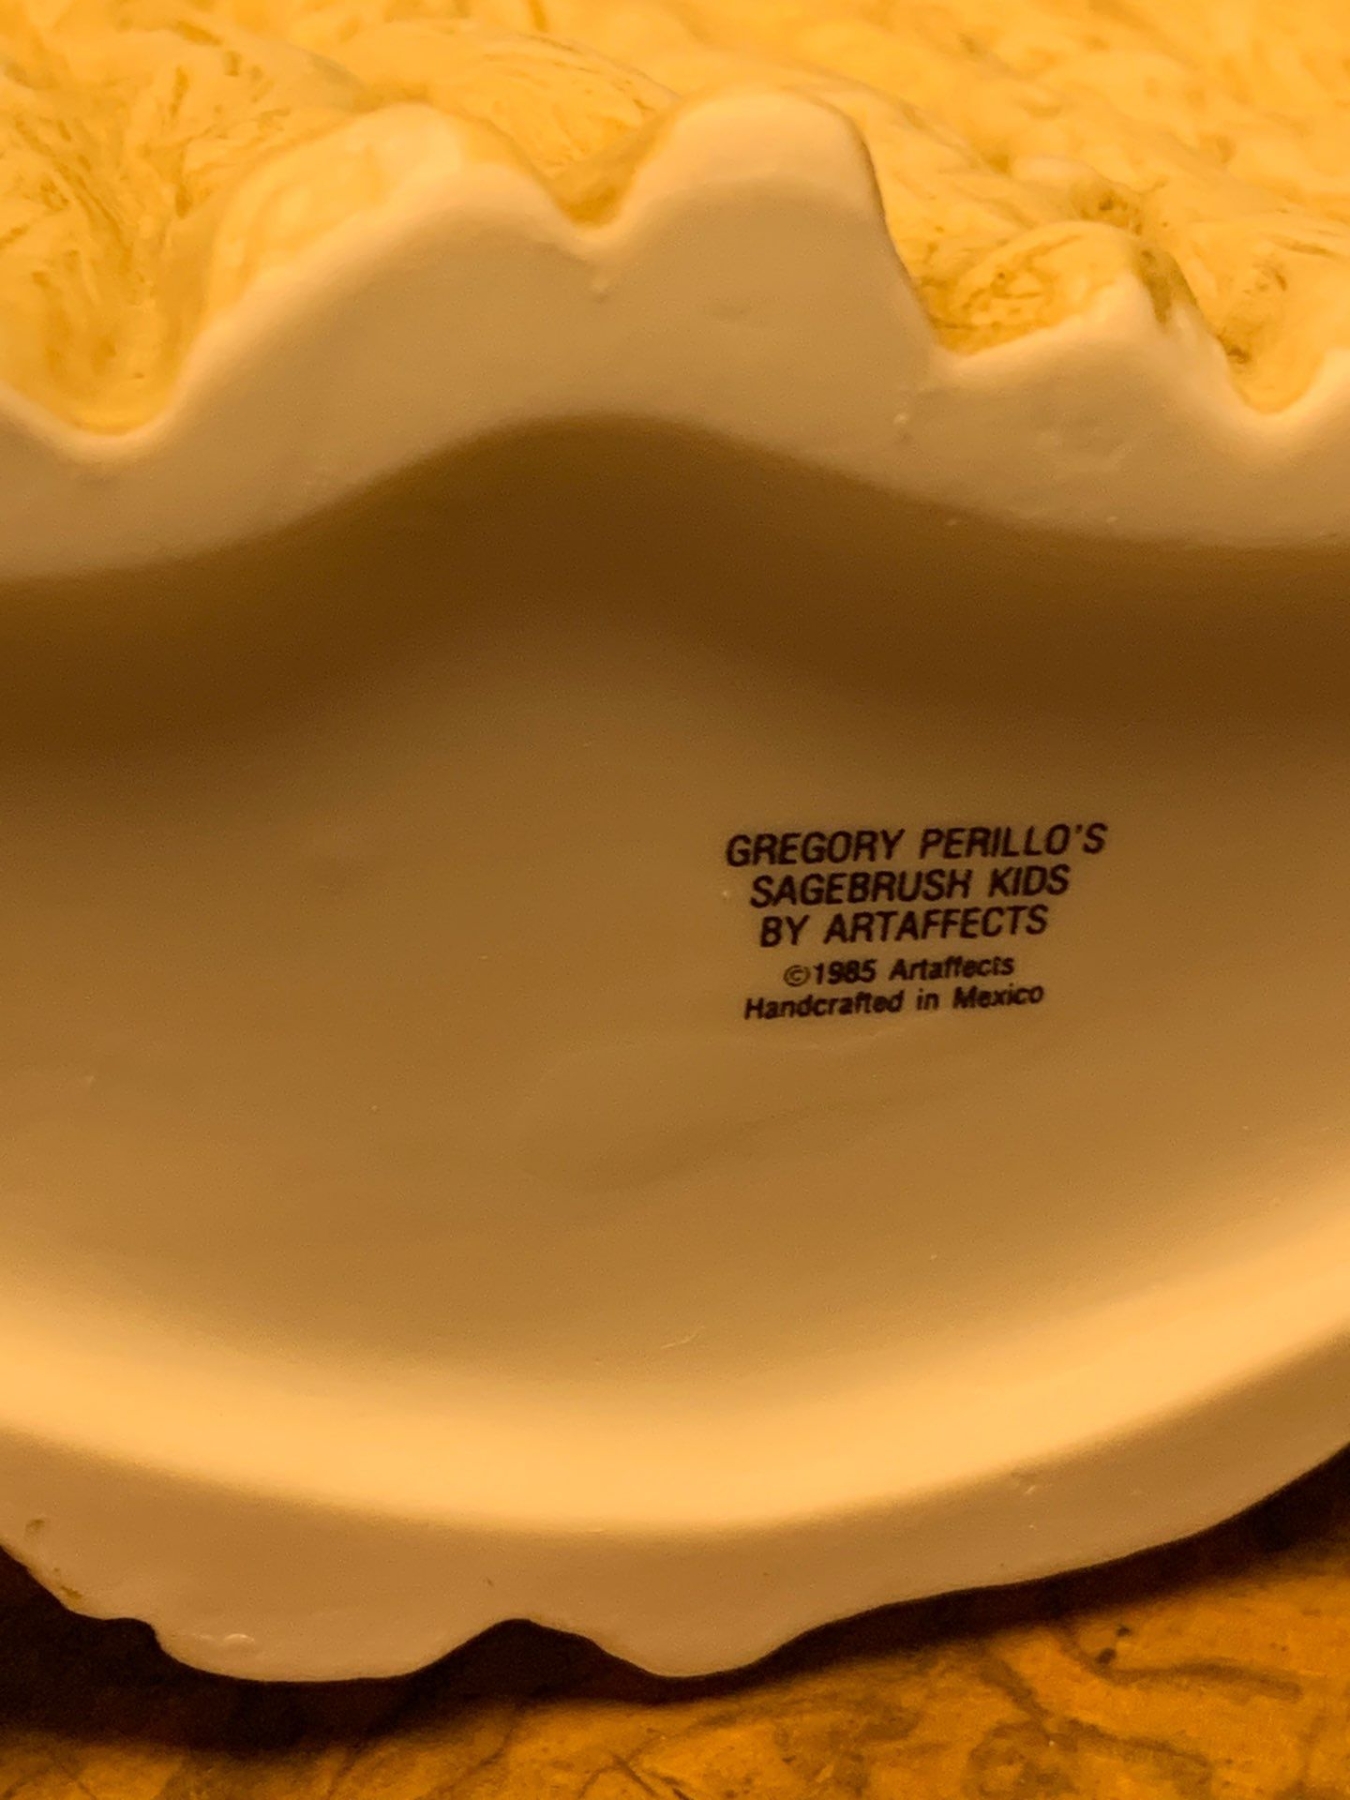 GREGORY PERILLO'S
SAGEBRUSH KIDS
BY ARTAFFECTS
©1985 Artaffects
Handcrafted in Mexico